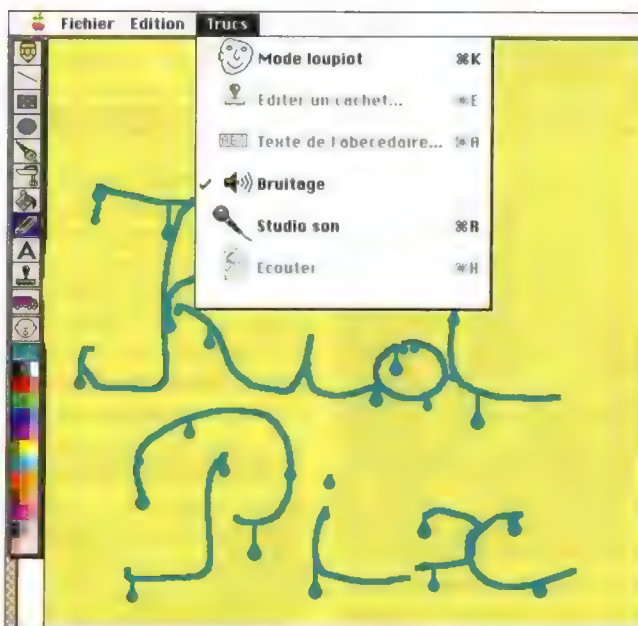 Fichier Edition Trucs
Mode loupiot ⌘K
Editer un cachet... ⌘E
Texte de l'abecedaire... ⌘A
✓ Bruitage
Studio son ⌘R
Ecouter ⌘H
A
Kid
Pix